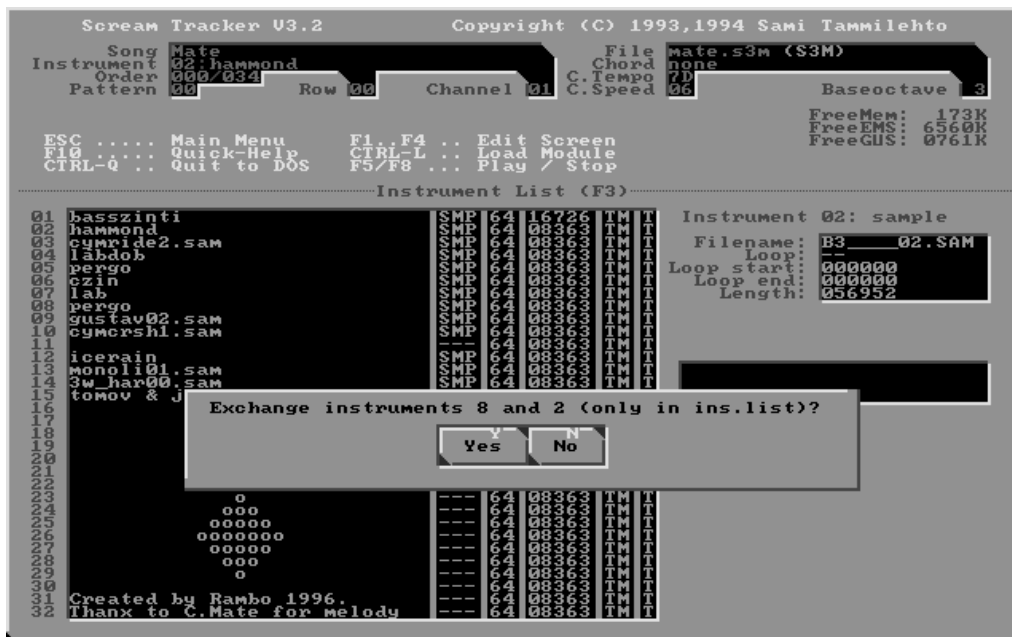 Scream Tracker V3.2 Copyright (C) 1993,1994 Sami Tammilehto
Song Mate File mate.s3m (S3M)
Instrument 02:hammond Chord none
Order 000/034 C.Tempo 7D
Pattern 00 Row 00 Channel 01 C.Speed 06 Baseoctave 3
FreeMem: 173K
FreeEMS: 6560K
FreeGUS: 0761K
ESC ..... Main Menu F1..F4 .. Edit Screen
F10 ..... Quick-Help CTRL-L .. Load Module
CTRL-Q .. Quit to DOS F5/F8 ... Play / Stop
Instrument List (F3)
01 basszinti SMP 64 16726 TM T
02 hammond SMP 64 08363 TM T
03 cymride2.sam SMP 64 08363 TM T
04 labdob SMP 64 08363 TM T
05 pergo SMP 64 08363 TM T
06 czin SMP 64 08363 TM T
07 lab SMP 64 08363 TM T
08 pergo SMP 64 08363 TM T
09 gustav02.sam SMP 64 08363 TM T
10 cymcrsh1.sam SMP 64 08363 TM T
11 --- 64 08363 TM T
12 icerain SMP 64 08363 TM T
13 monoli01.sam SMP 64 08363 TM T
14 3w_har00.sam SMP 64 08363 TM T
15 tomov & j
16
17
18
19
20
21
22
23 o --- 64 08363 TM T
24 ooo --- 64 08363 TM T
25 ooooo --- 64 08363 TM T
26 ooooooo --- 64 08363 TM T
27 ooooo --- 64 08363 TM T
28 ooo --- 64 08363 TM T
29 o --- 64 08363 TM T
30 --- 64 08363 TM T
31 Created by Rambo 1996. --- 64 08363 TM T
32 Thanx to C.Mate for melody --- 64 08363 TM T
Instrument 02: sample
Filename: B3____02.SAM
Loop: --
Loop start: 000000
Loop end: 000000
Length: 056952
Exchange instruments 8 and 2 (only in ins.list)?
Y N
Yes No